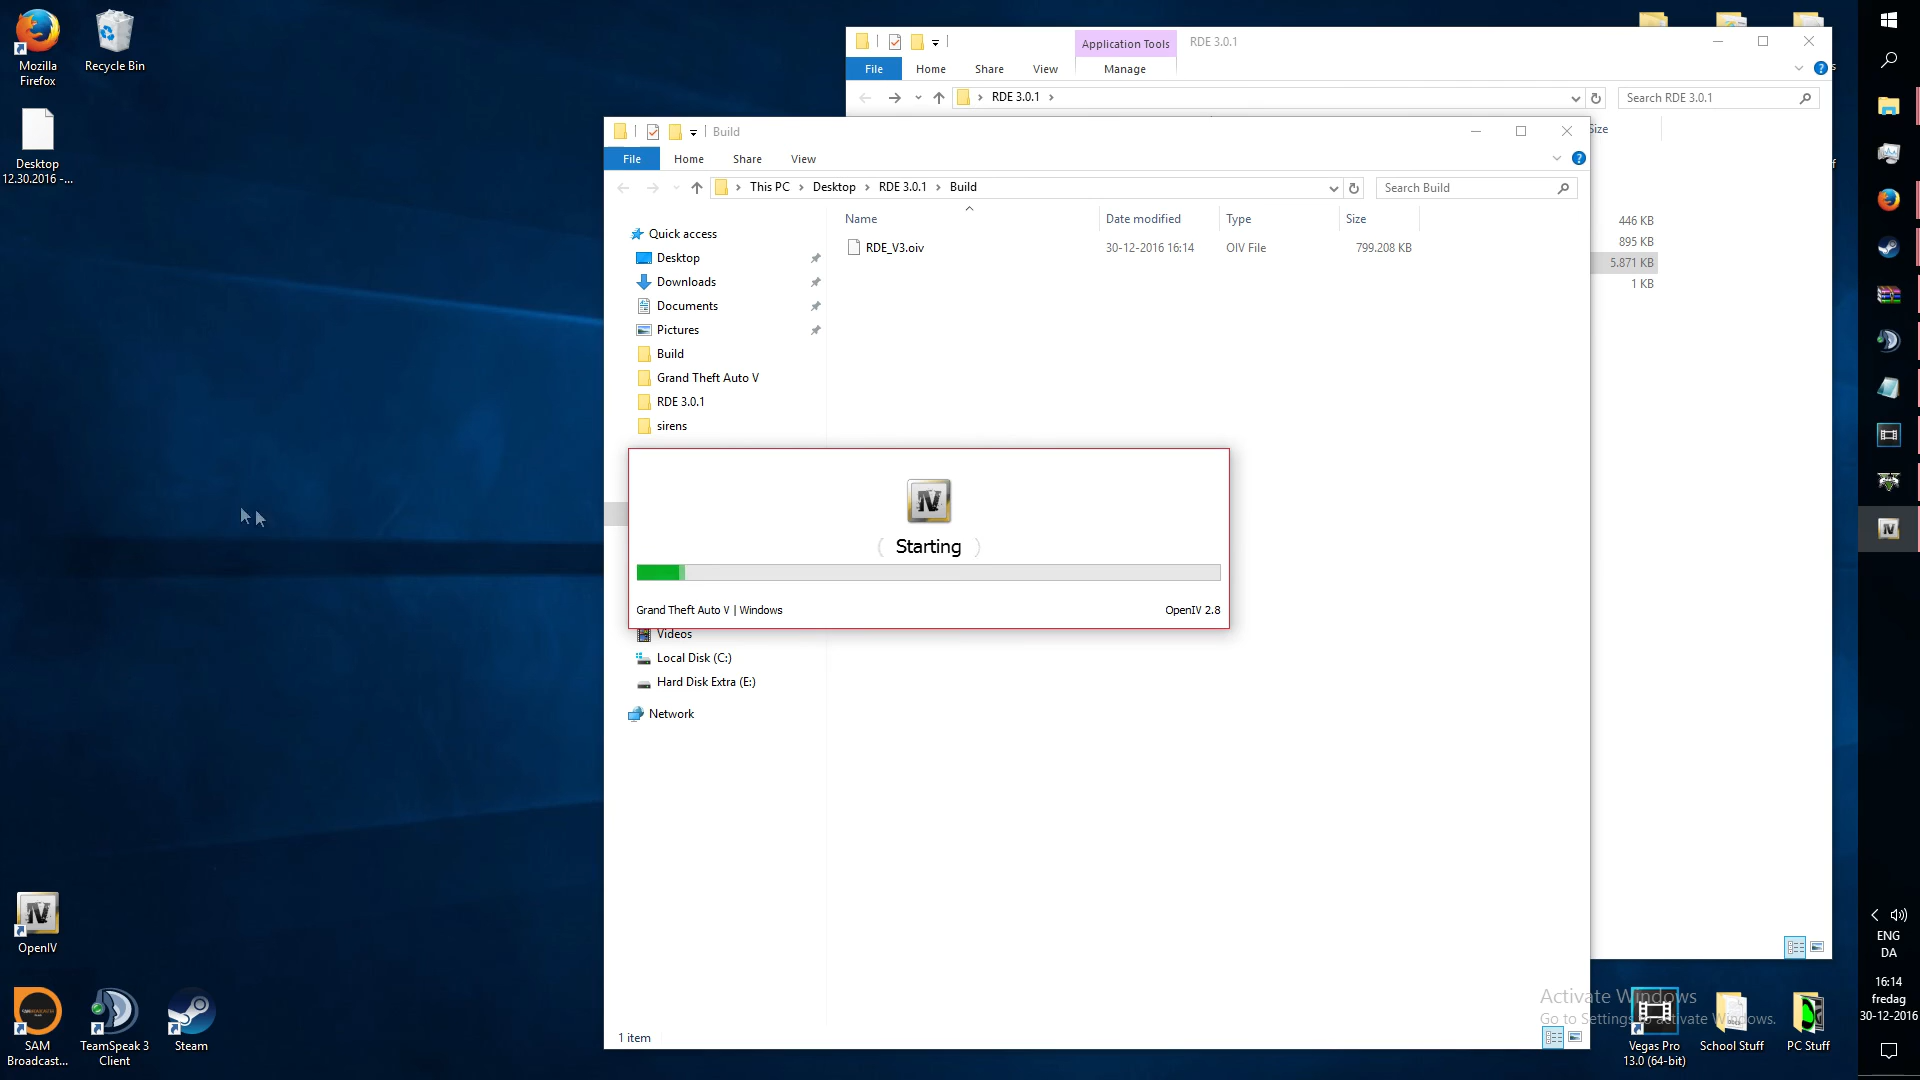 Mozilla
Firefox
Recycle Bin
Desktop
12.30.2016 -...
OpenIV
SAM
Broadcast...
TeamSpeak 3
Client
Steam
Application Tools
RDE 3.0.1
File
Home
Share
View
Manage
RDE 3.0.1
Search RDE 3.0.1
Size
446 KB
895 KB
5.871 KB
1 KB
Build
File
Home
Share
View
This PC
Desktop
RDE 3.0.1
Build
Search Build
Name
Date modified
Type
Size
RDE_V3.oiv
30-12-2016 16:14
OIV File
799.208 KB
Quick access
Desktop
Downloads
Documents
Pictures
Build
Grand Theft Auto V
RDE 3.0.1
sirens
( Starting )
Grand Theft Auto V | Windows
OpenIV 2.8
Videos
Local Disk (C:)
Hard Disk Extra (E:)
Network
1 item
Activate Windows
Go to Settings to activate Windows.
Vegas Pro
13.0 (64-bit)
School Stuff
PC Stuff
ENG
DA
16:14
fredag
30-12-2016